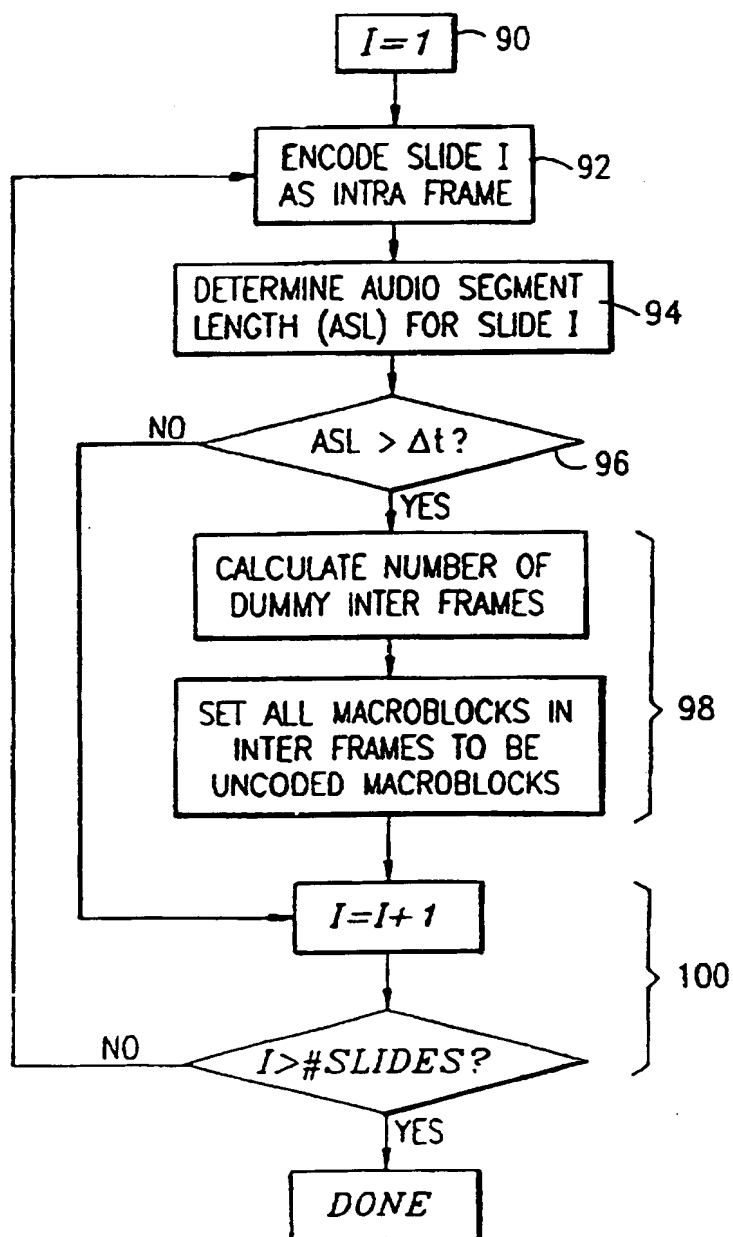 I=1
90
ENCODE SLIDE I
AS INTRA FRAME
92
DETERMINE AUDIO SEGMENT
LENGTH (ASL) FOR SLIDE I
94
NO
ASL > Δt?
96
YES
CALCULATE NUMBER OF
DUMMY INTER FRAMES
SET ALL MACROBLOCKS IN
INTER FRAMES TO BE
UNCODED MACROBLOCKS
98
I=I+1
100
NO
I>#SLIDES?
YES
DONE